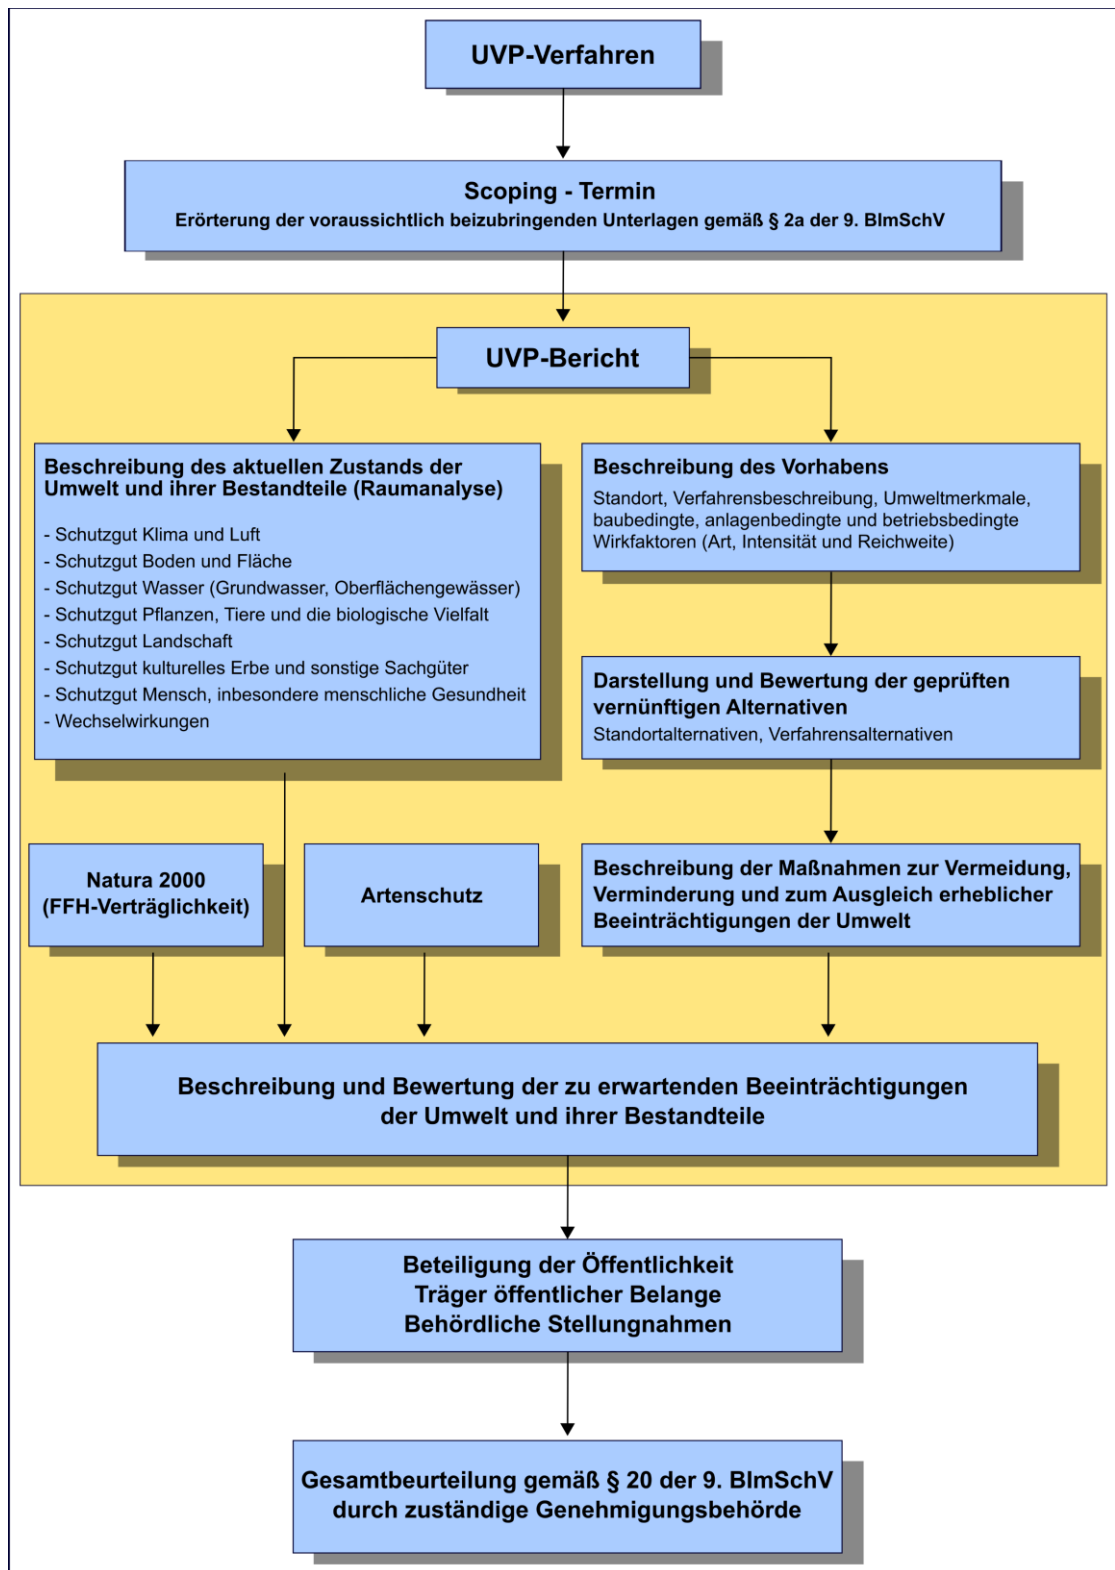 UVP-Verfahren
Scoping - Termin
Erörterung der voraussichtlich beizubringenden Unterlagen gemäß § 2a der 9. BImSchV
UVP-Bericht
Beschreibung des aktuellen Zustands der
Umwelt und ihrer Bestandteile (Raumanalyse)
- Schutzgut Klima und Luft
- Schutzgut Boden und Fläche
- Schutzgut Wasser (Grundwasser, Oberflächengewässer)
- Schutzgut Pflanzen, Tiere und die biologische Vielfalt
- Schutzgut Landschaft
- Schutzgut kulturelles Erbe und sonstige Sachgüter
- Schutzgut Mensch, inbesondere menschliche Gesundheit
- Wechselwirkungen
Beschreibung des Vorhabens
Standort, Verfahrensbeschreibung, Umweltmerkmale,
baubedingte, anlagenbedingte und betriebsbedingte
Wirkfaktoren (Art, Intensität und Reichweite)
Darstellung und Bewertung der geprüften
vernünftigen Alternativen
Standortalternativen, Verfahrensalternativen
Natura 2000
(FFH-Verträglichkeit)
Artenschutz
Beschreibung der Maßnahmen zur Vermeidung,
Verminderung und zum Ausgleich erheblicher
Beeinträchtigungen der Umwelt
Beschreibung und Bewertung der zu erwartenden Beeinträchtigungen
der Umwelt und ihrer Bestandteile
Beteiligung der Öffentlichkeit
Träger öffentlicher Belange
Behördliche Stellungnahmen
Gesamtbeurteilung gemäß § 20 der 9. BImSchV
durch zuständige Genehmigungsbehörde